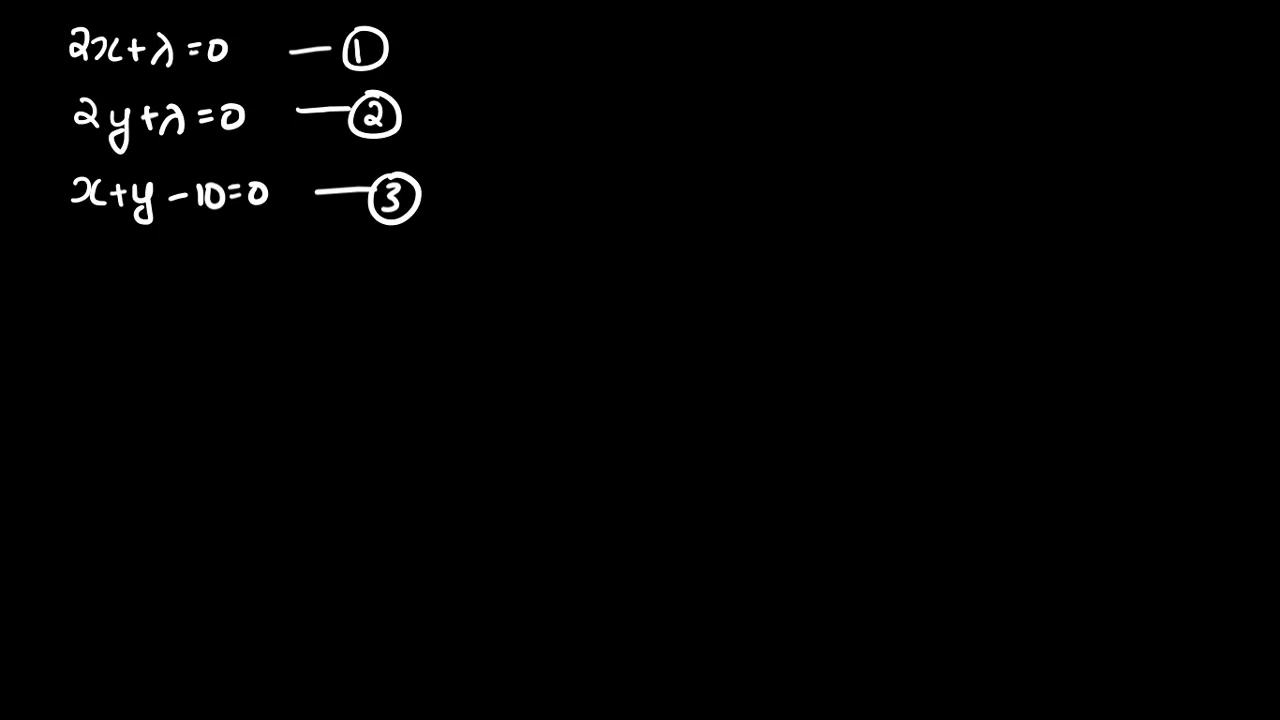 2x+λ=0 — ①
2y+λ=0 — ②
x+y-10=0 — ③